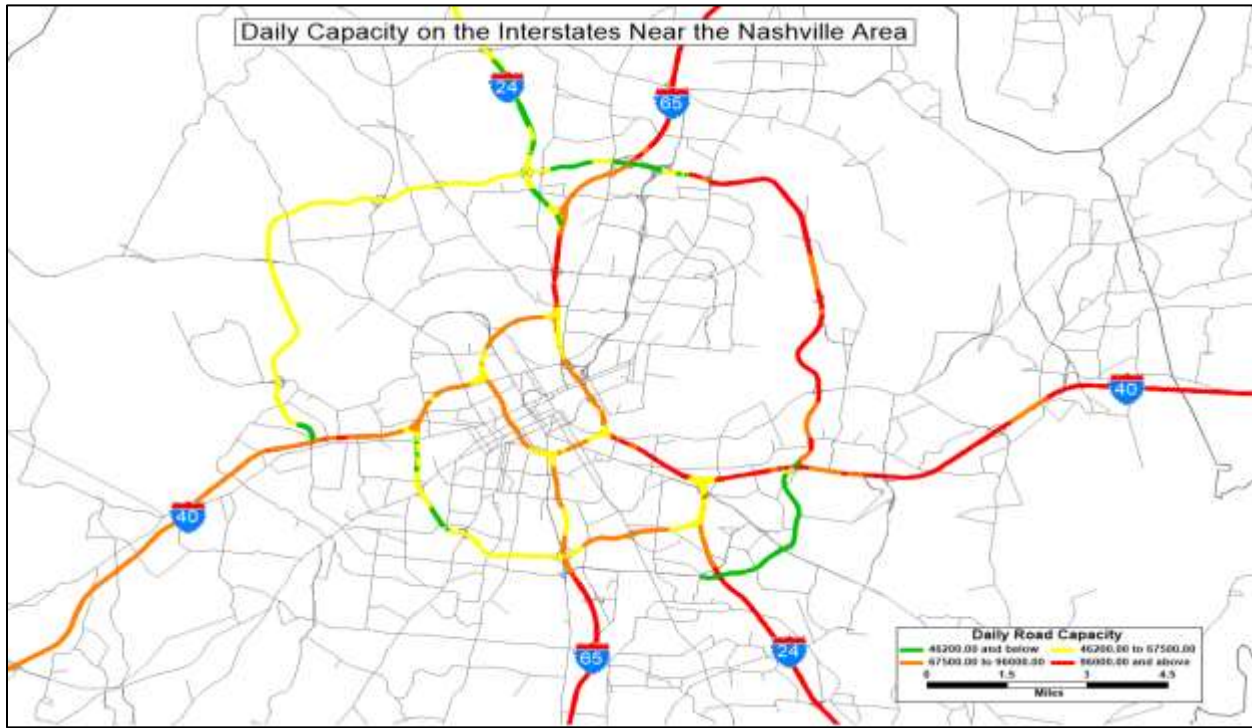 Daily Capacity on the Interstates Near the Nashville Area
24
65
40
40
65
24
Daily Road Capacity
46200.00 and below 46200.00 to 67500.00
67500.00 to 96000.00 96000.00 and above
0 1.5 3 4.5
Miles